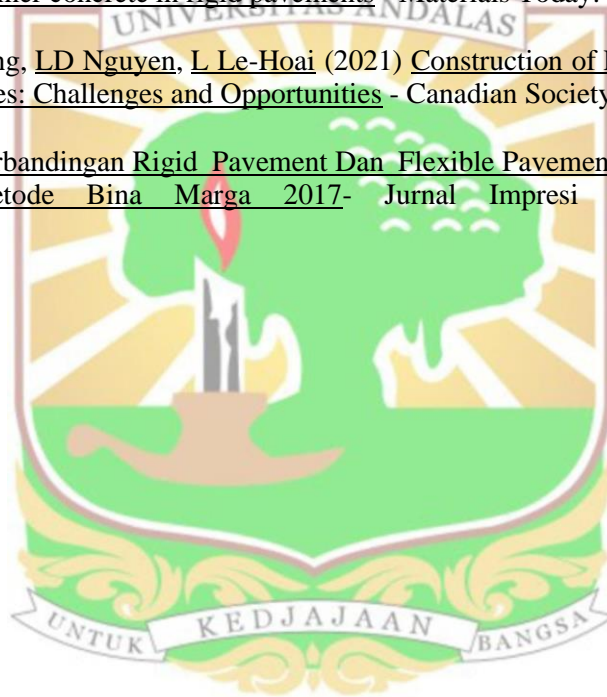 concrete in rigid pavements - Materials Today.
UNIVERSITAS ANDALAS
ng, LD Nguyen, L Le-Hoai (2021) Construction of
es: Challenges and Opportunities - Canadian Society
rbandingan Rigid Pavement Dan Flexible Pavemen
etode Bina Marga 2017- Jurnal Impresi
UNTUK KEDJAJAAN BANGSA